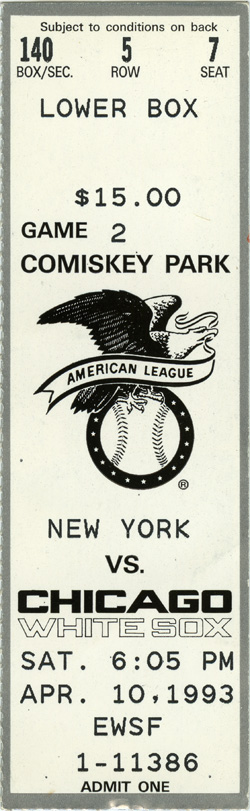 Subject to conditions on back
140 5 7
BOX/SEC. ROW SEAT
LOWER BOX
$15.00
GAME 2
COMISKEY PARK
AMERICAN LEAGUE
®
NEW YORK
VS.
CHICAGO
WHITE SOX
SAT. 6:05 PM
APR. 10,1993
EWSF
1-11386
ADMIT ONE